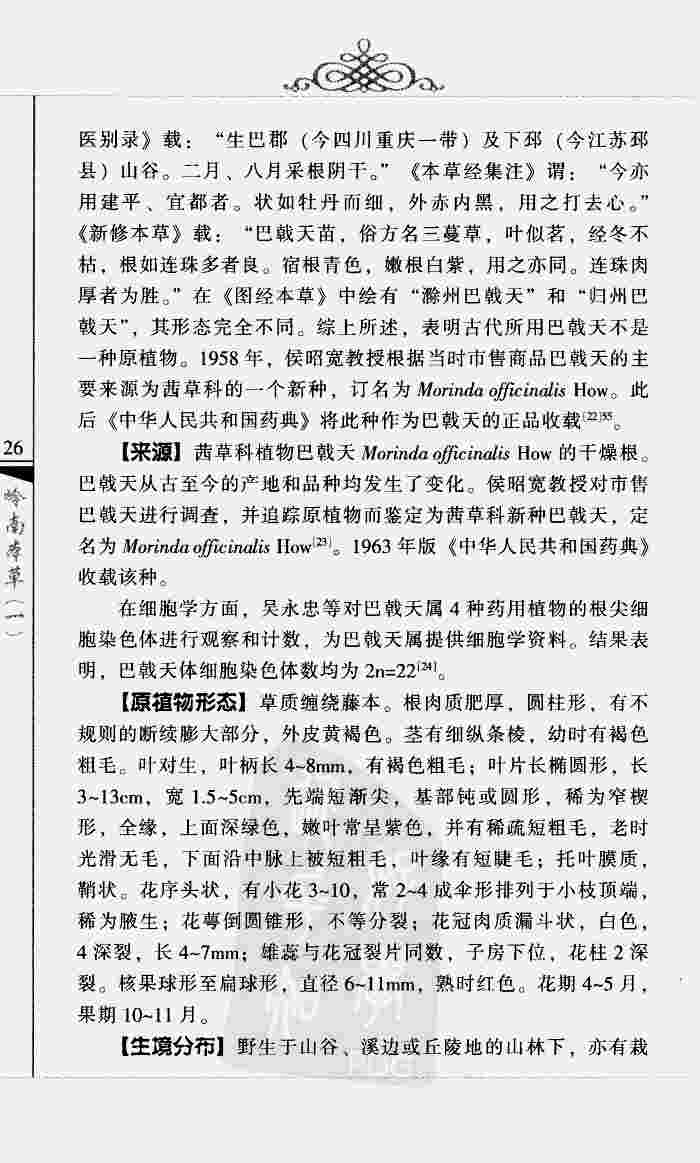 医别录》载：“生巴郡（今四川重庆一带）及下邳（今江苏邳
县）山谷。二月、八月采根阴干。”《本草经集注》谓：“今亦
用建平、宜都者。状如牡丹而细，外赤内黑，用之打去心。”
《新修本草》载：“巴戟天苗，俗方名三蔓草，叶似茗，经冬不
枯，根如连珠多者良。宿根青色，嫩根白紫，用之亦同。连珠肉
厚者为胜。”在《图经本草》中绘有“滁州巴戟天”和“归州巴
戟天”，其形态完全不同。综上所述，表明古代所用巴戟天不是
一种原植物。1958 年，侯昭宽教授根据当时市售商品巴戟天的主
要来源为茜草科的一个新种，订名为 Morinda officinalis How。此
后《中华人民共和国药典》将此种作为巴戟天的正品收载[22]55。
【来源】茜草科植物巴戟天 Morinda officinalis How 的干燥根。
巴戟天从古至今的产地和品种均发生了变化。侯昭宽教授对市售
巴戟天进行调查，并追踪原植物而鉴定为茜草科新种巴戟天，定
名为 Morinda officinalis How[23]。1963 年版《中华人民共和国药典》
收载该种。
在细胞学方面，吴永忠等对巴戟天属 4 种药用植物的根尖细
胞染色体进行观察和计数，为巴戟天属提供细胞学资料。结果表
明，巴戟天体细胞染色体数均为 2n=22[24]。
【原植物形态】草质缠绕藤本。根肉质肥厚，圆柱形，有不
规则的断续膨大部分，外皮黄褐色。茎有细纵条棱，幼时有褐色
粗毛。叶对生，叶柄长 4~8mm，有褐色粗毛；叶片长椭圆形，长
3~13cm，宽 1.5~5cm，先端短渐尖，基部钝或圆形，稀为窄楔
形，全缘，上面深绿色，嫩叶常呈紫色，并有稀疏短粗毛，老时
光滑无毛，下面沿中脉上被短粗毛，叶缘有短睫毛；托叶膜质，
鞘状。花序头状，有小花 3~10，常 2~4 成伞形排列于小枝顶端，
稀为腋生；花萼倒圆锥形，不等分裂；花冠肉质漏斗状，白色，
4 深裂，长 4~7mm；雄蕊与花冠裂片同数，子房下位，花柱 2 深
裂。核果球形至扁球形，直径 6~11mm，熟时红色。花期 4~5 月，
果期 10~11 月。
【生境分布】野生于山谷、溪边或丘陵地的山林下，亦有栽
26
岭南本草（一）